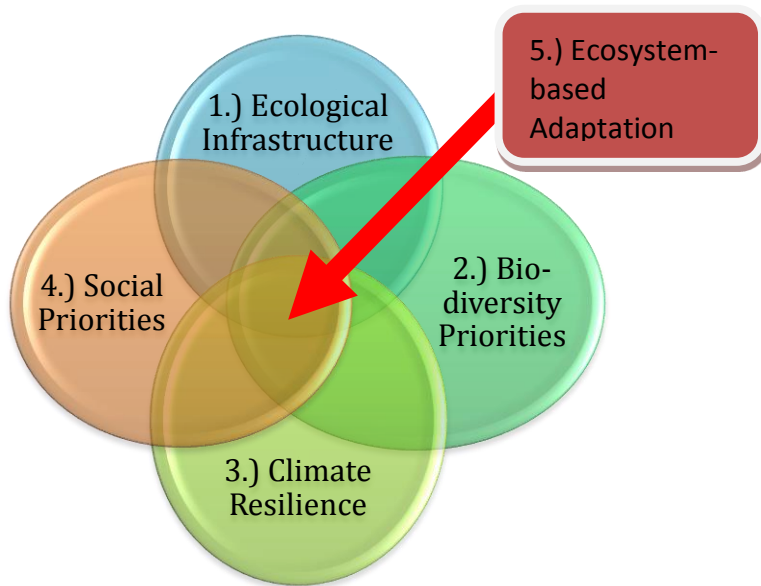 1.) Ecological
Infrastructure
5.) Ecosystem-
based
Adaptation
2.) Bio-
diversity
Priorities
4.) Social
Priorities
3.) Climate
Resilience